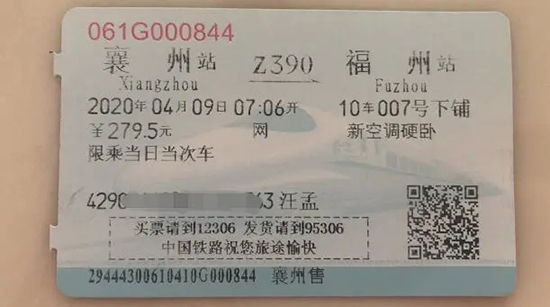 061G000844
襄 州站 Z390 福 州站
Xiangzhou Fuzhou
2020年04月09日07:06开 10车007号下铺
￥279.5元 网 新空调硬卧
限乘当日当次车
4290 63 汪孟
买票请到12306 发货请到95306
中国铁路祝您旅途愉快
29444300610410G000844 襄州售